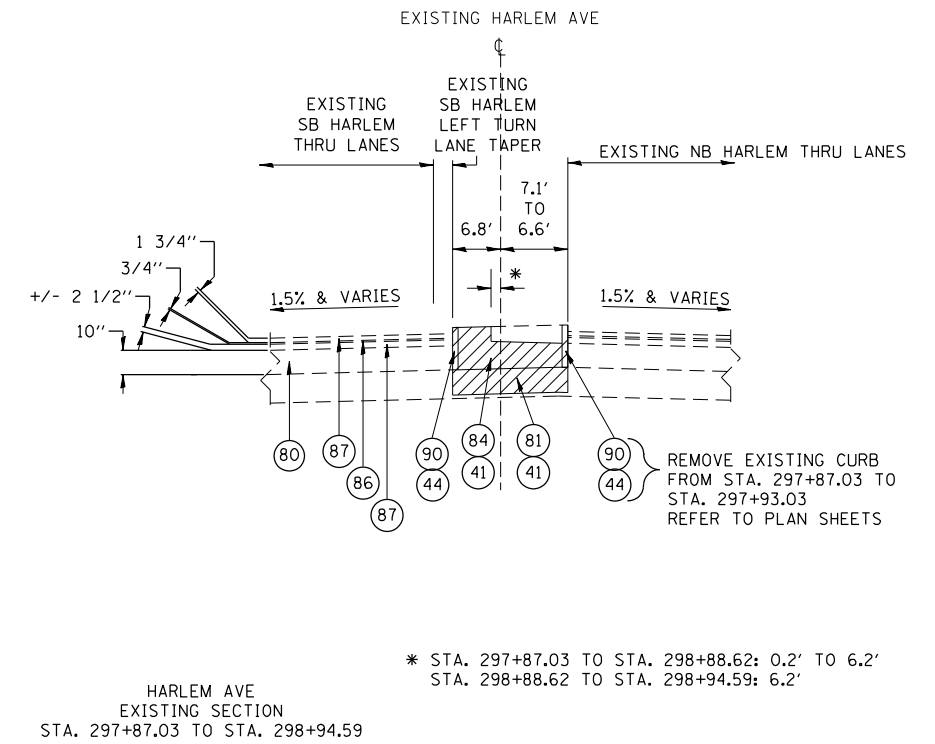 EXISTING HARLEM AVE
℄
EXISTING
SB HARLEM
THRU LANES
EXISTING
SB HARLEM
LEFT TURN
LANE TAPER
EXISTING NB HARLEM THRU LANES
7.1'
TO
6.6'
6.8'
*
1 3/4''
3/4''
+/- 2 1/2''
10''
1.5% & VARIES
1.5% & VARIES
80
87
86
87
90
44
84
41
81
41
90
44
REMOVE EXISTING CURB
FROM STA. 297+87.03 TO
STA. 297+93.03
REFER TO PLAN SHEETS
* STA. 297+87.03 TO STA. 298+88.62: 0.2' TO 6.2'
STA. 298+88.62 TO STA. 298+94.59: 6.2'
HARLEM AVE
EXISTING SECTION
STA. 297+87.03 TO STA. 298+94.59